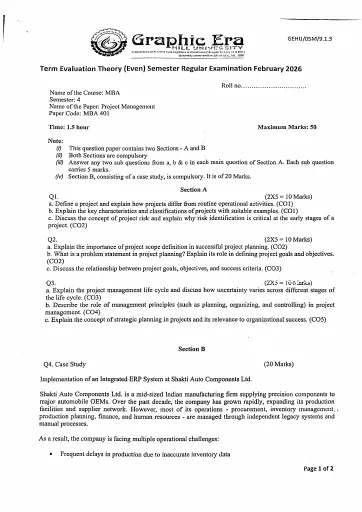 GEHU/05M/9.1.3
Graphic Era
HILL UNIVERSITY
Term Evaluation Theory (Even) Semester Regular Examination February 2026
Roll no.................................
Name of the Course: MBA
Semester: 4
Name of the Paper: Project Management
Paper Code: MBA 401
Time: 1.5 hour Maximum Marks: 50
Note:
(i) This question paper contains two Sections - A and B
(ii) Both Sections are compulsory
(iii) Answer any two sub questions from a, b & c in each main question of Section A. Each sub question
carries 5 marks.
(iv) Section B, consisting of a case study, is compulsory. It is of 20 Marks.
Section A
Q1. (2X5 = 10 Marks)
a. Define a project and explain how projects differ from routine operational activities. (CO1)
b. Explain the key characteristics and classifications of projects with suitable examples. (CO1)
c. Discuss the concept of project risk and explain why risk identification is critical at the early stages of a
project. (CO2)
Q2. (2X5 = 10 Marks)
a. Explain the importance of project scope definition in successful project planning. (CO2)
b. What is a problem statement in project planning? Explain its role in defining project goals and objectives.
(CO2)
c. Discuss the relationship between project goals, objectives, and success criteria. (CO3)
Q3. (2X5 = 10 Marks)
a. Explain the project management life cycle and discuss how uncertainty varies across different stages of
the life cycle. (CO3)
b. Describe the role of management principles (such as planning, organizing, and controlling) in project
management. (CO4)
c. Explain the concept of strategic planning in projects and its relevance to organizational success. (CO5)
Section B
Q4. Case Study (20 Marks)
Implementation of an Integrated ERP System at Shakti Auto Components Ltd.
Shakti Auto Components Ltd. is a mid-sized Indian manufacturing firm supplying precision components to
major automobile OEMs. Over the past decade, the company has grown rapidly, expanding its production
facilities and supplier network. However, most of its operations - procurement, inventory management,
production planning, finance, and human resources - are managed through independent legacy systems and
manual processes.
As a result, the company is facing multiple operational challenges:
• Frequent delays in production due to inaccurate inventory data
Page 1 of 2